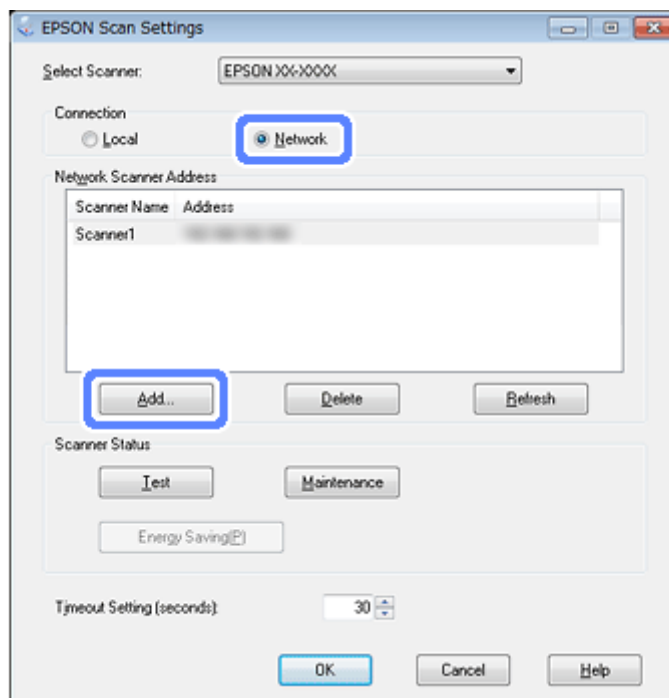 EPSON Scan Settings
Select Scanner: EPSON XX-XXXX
Connection
Local Network
Network Scanner Address
Scanner Name Address
Scanner1
Add... Delete Refresh
Scanner Status
Test Maintenance
Energy Saving(P)
Timeout Setting (seconds): 30
OK Cancel Help